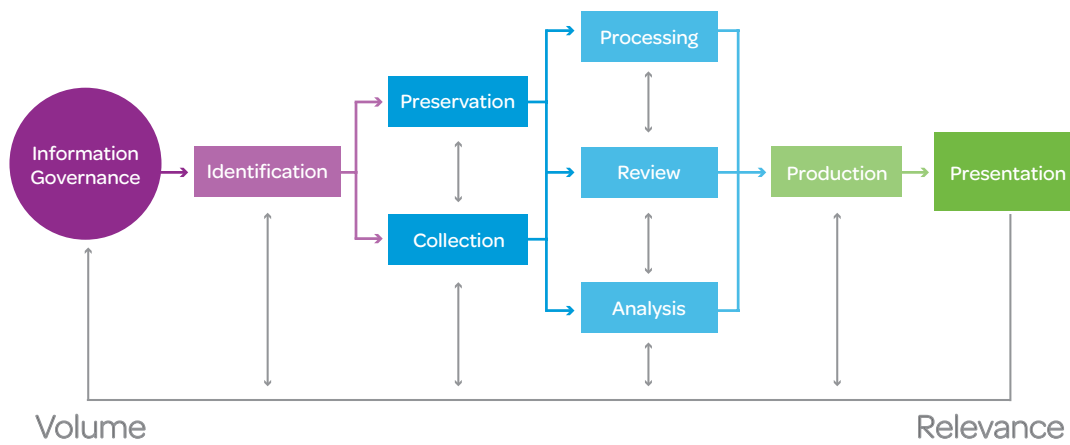 Information
Governance
Identification
Preservation
Collection
Processing
Review
Analysis
Production
Presentation
Volume
Relevance